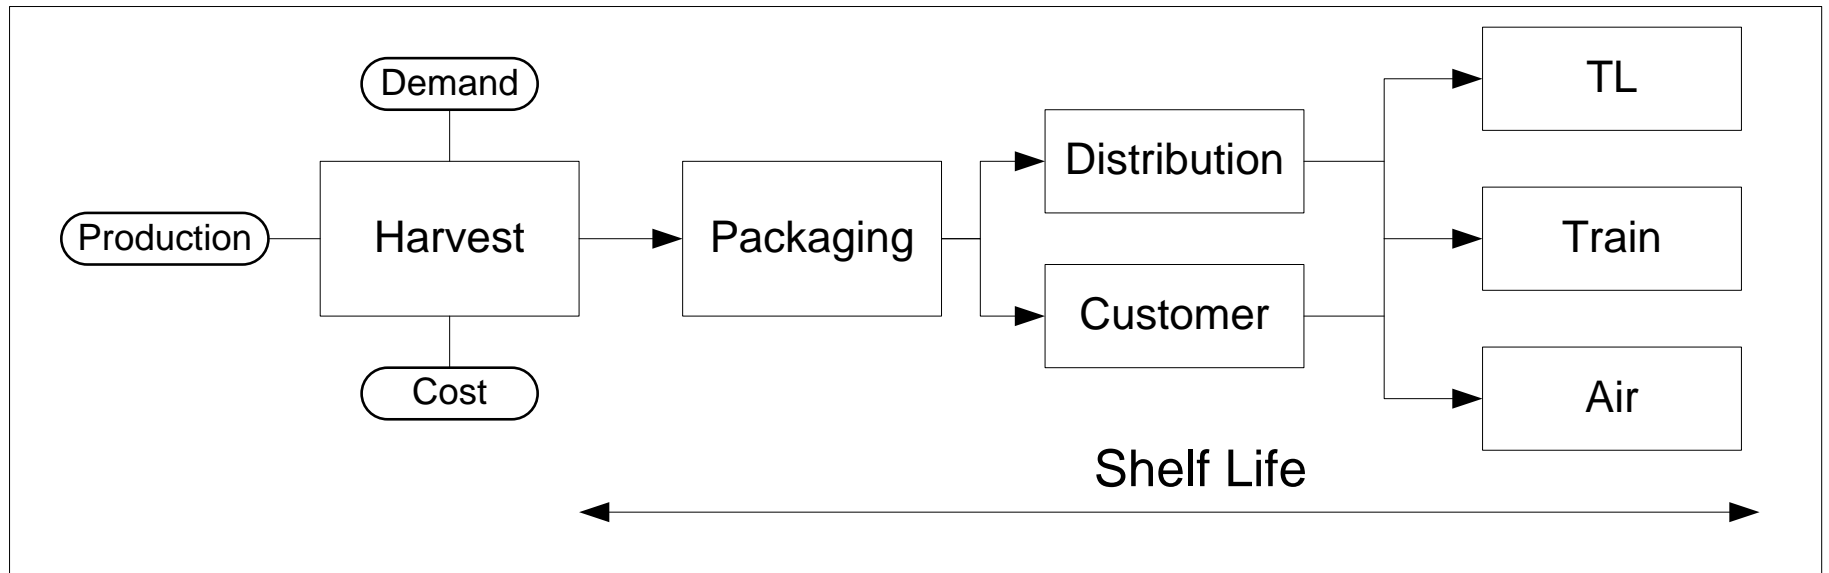 Demand
Production
Harvest
Cost
Packaging
Distribution
Customer
TL
Train
Air
Shelf Life